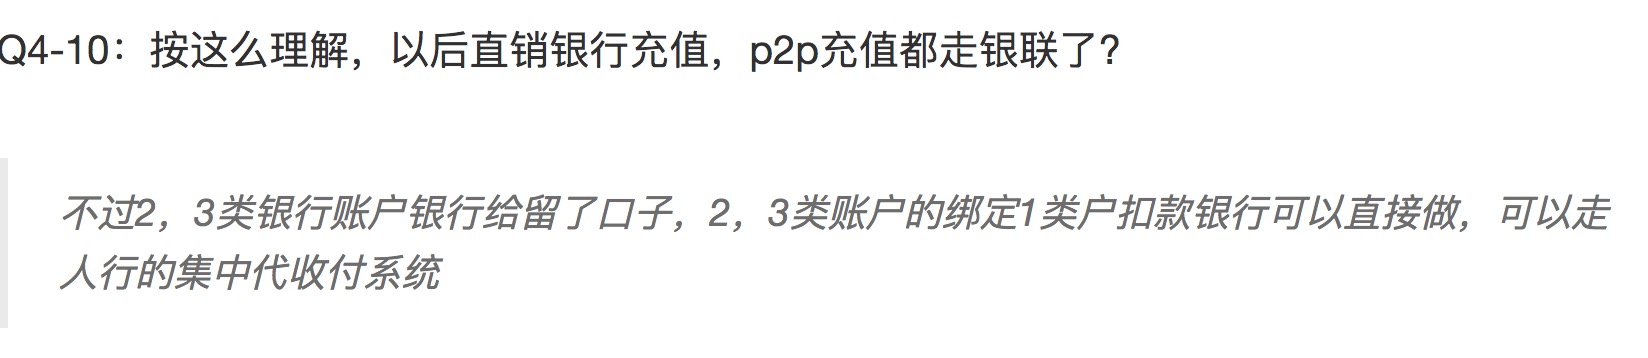 Q4-10：按这么理解，以后直销银行充值，p2p充值都走银联了？
不过2，3类银行账户银行给留了口子，2，3类账户的绑定1类户扣款银行可以直接做，可以走
人行的集中代收付系统